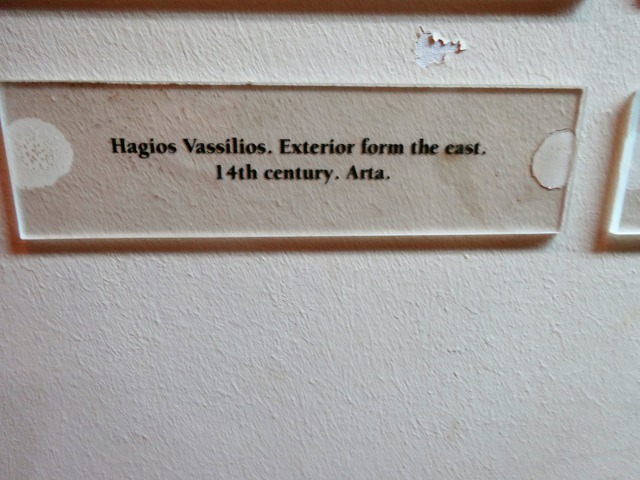 Hagios Vassilios. Exterior form the east.
14th century. Arta.